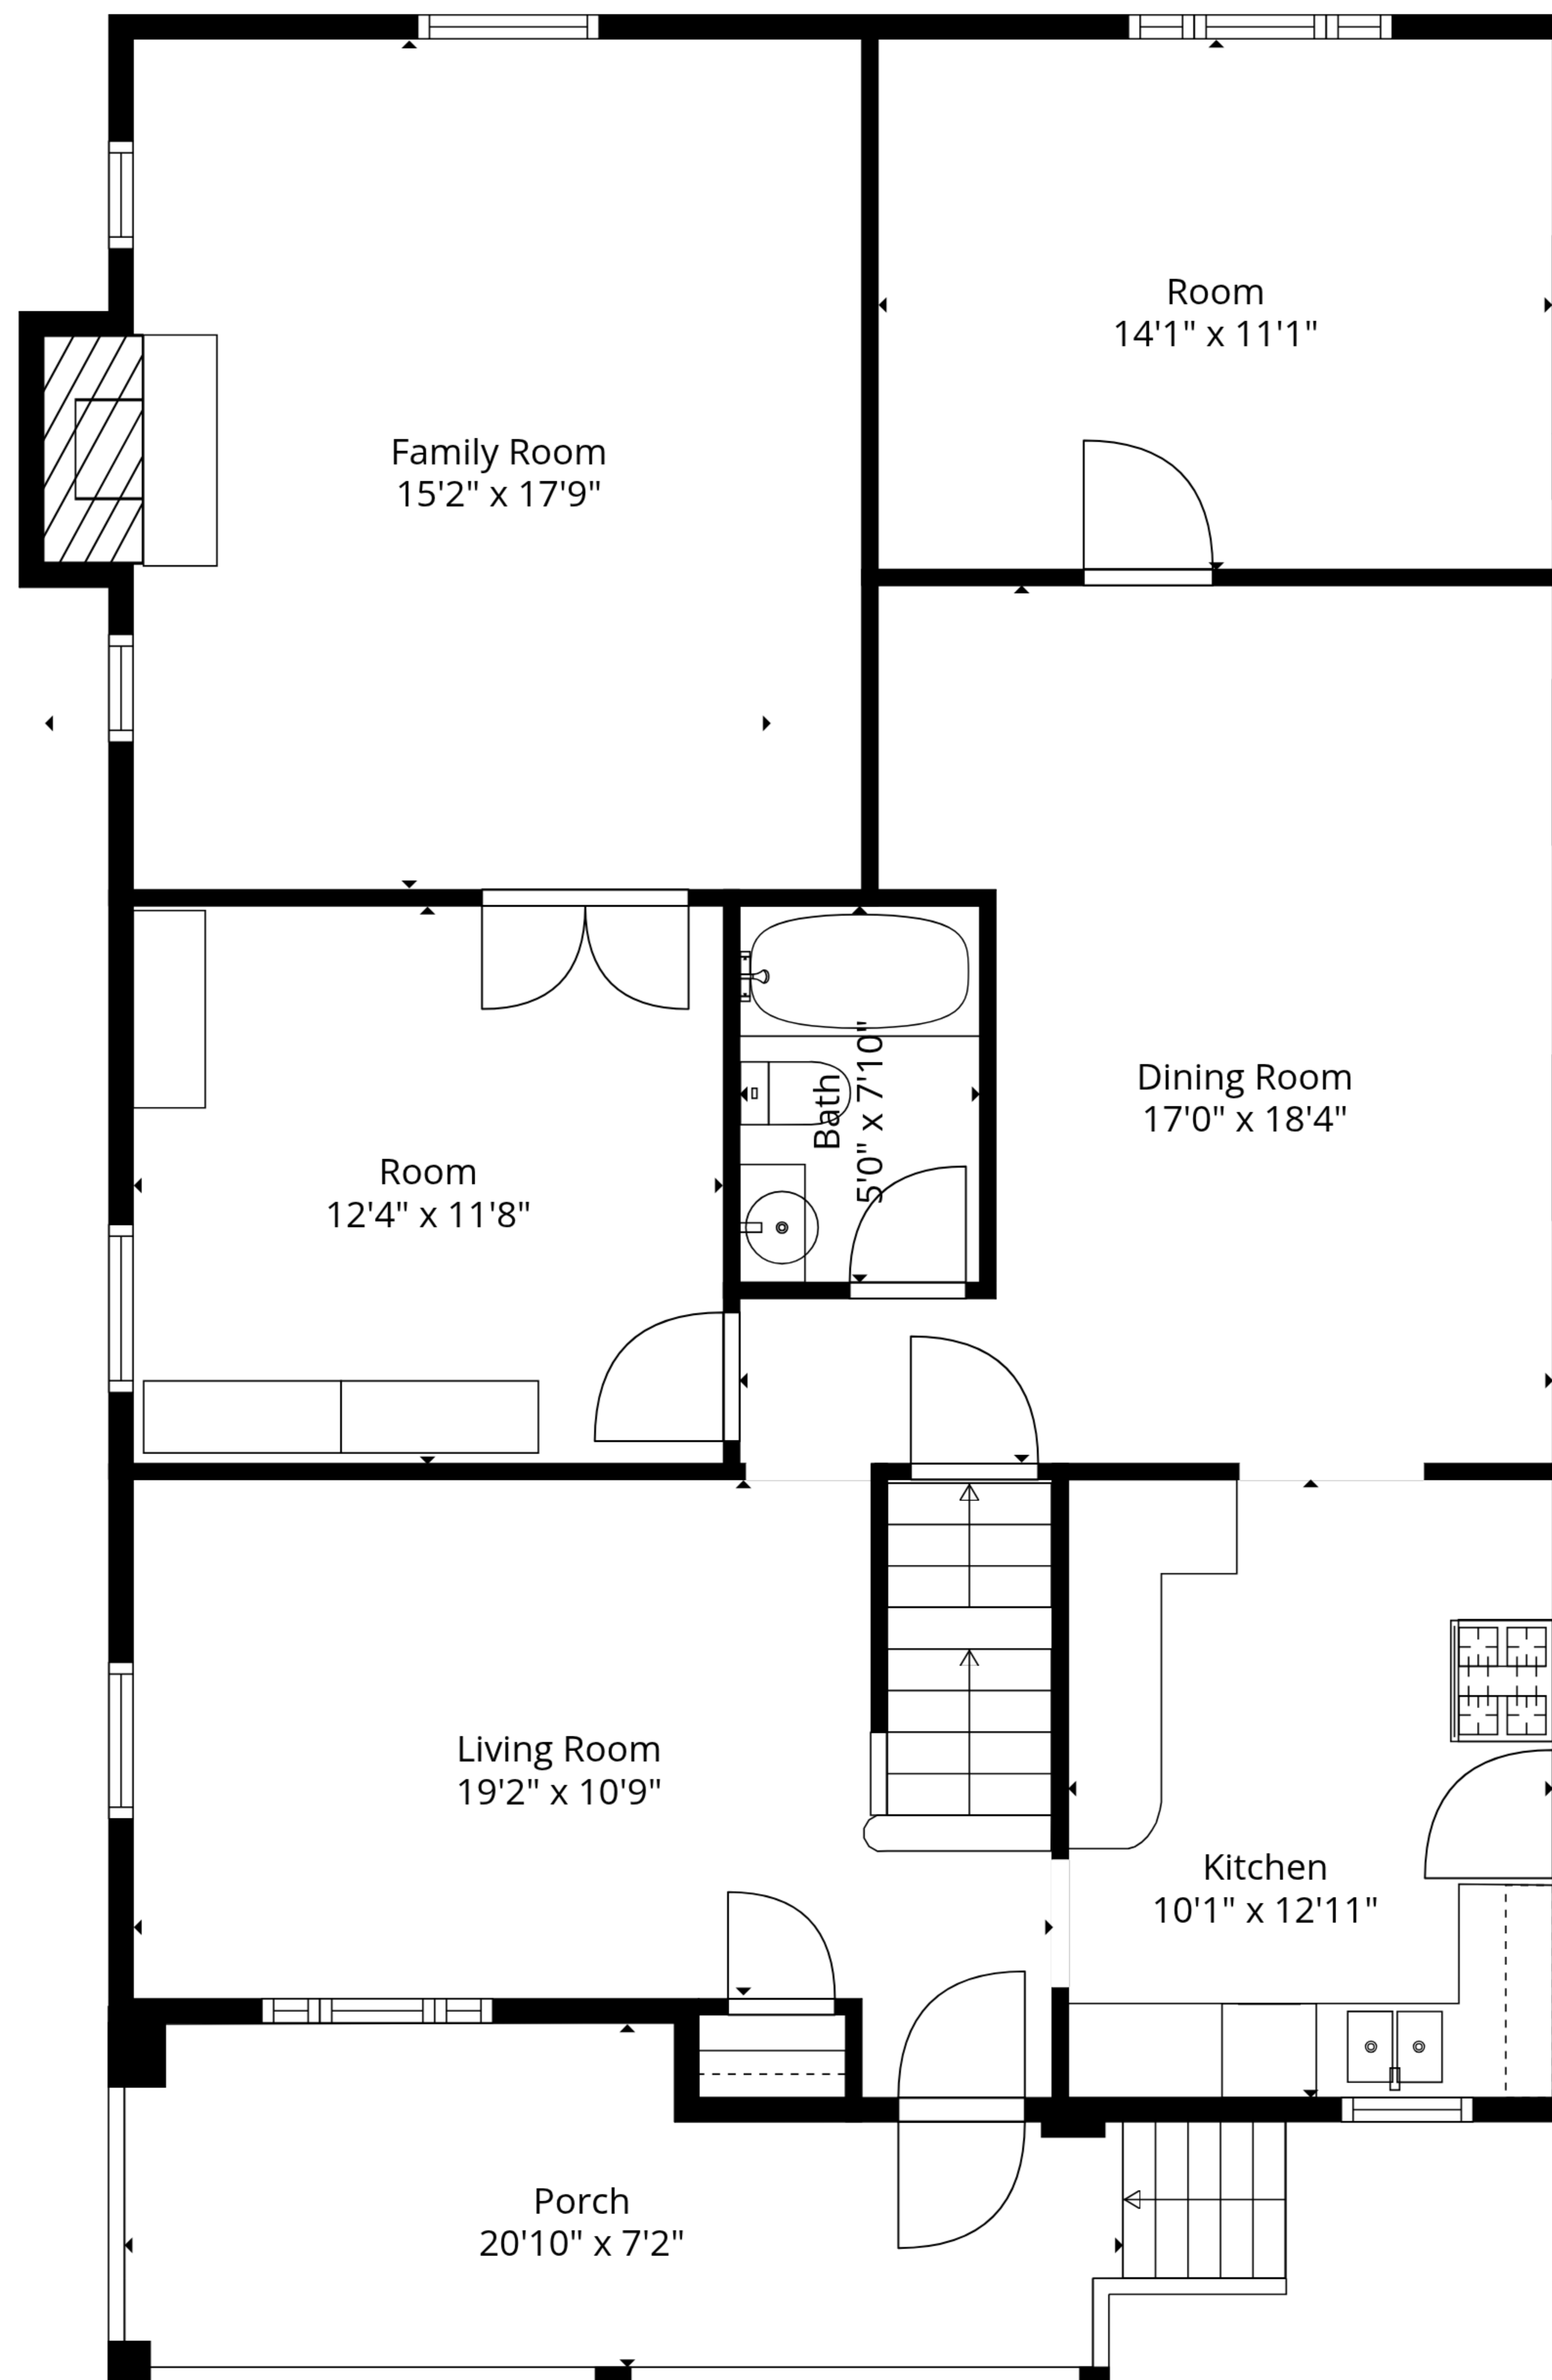 Room
14'1" x 11'1"
Family Room
15'2" x 17'9"
Dining Room
17'0" x 18'4"
Bath
5'0" x 7'10"
Room
12'4" x 11'8"
Living Room
19'2" x 10'9"
Kitchen
10'1" x 12'11"
Porch
20'10" x 7'2"